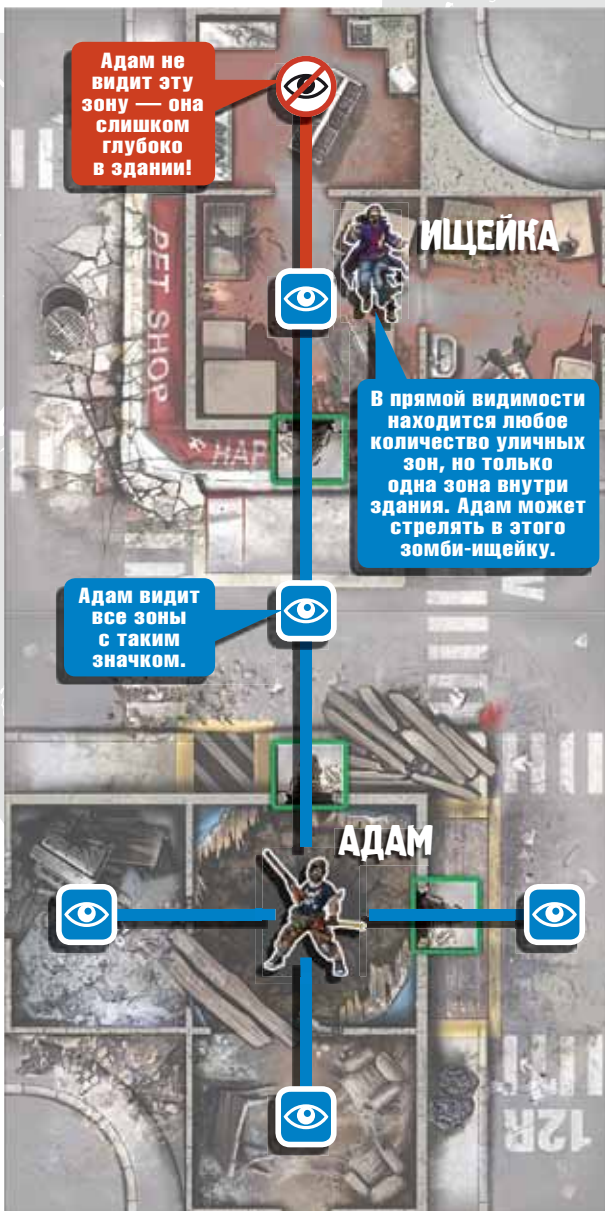 Адам не
видит эту
зону — она
слишком
глубоко
в здании!
ИЩЕЙКА
PET SHOP
HAP
В прямой видимости
находится любое
количество уличных
зон, но только
одна зона внутри
здания. Адам может
стрелять в этого
зомби-ищейку.
Адам видит
все зоны
с таким
значком.
АДАМ
12R